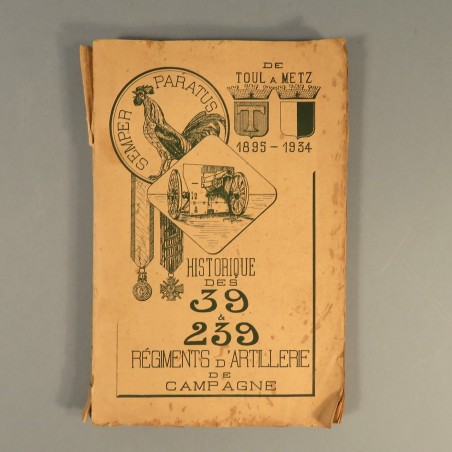 SEMPER PARATUS
DE
TOUL A METZ
T
1895-1934
HISTORIQUE
DES
39
&
239
RÉGIMENTS D'ARTILLERIE
DE
CAMPAGNE